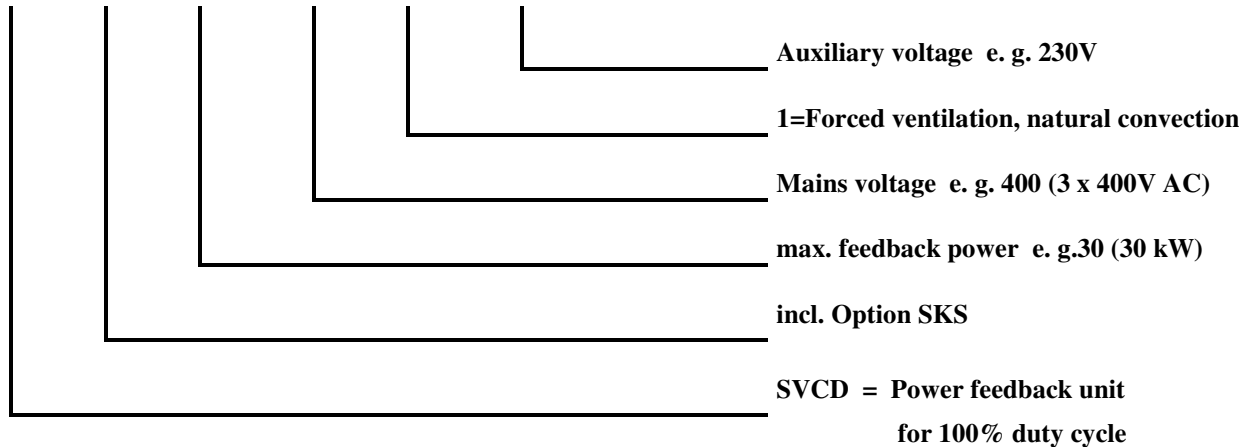 Auxiliary voltage e. g. 230V
1=Forced ventilation, natural convection
Mains voltage e. g. 400 (3 x 400V AC)
max. feedback power e. g.30 (30 kW)
incl. Option SKS
SVCD = Power feedback unit
for 100% duty cycle